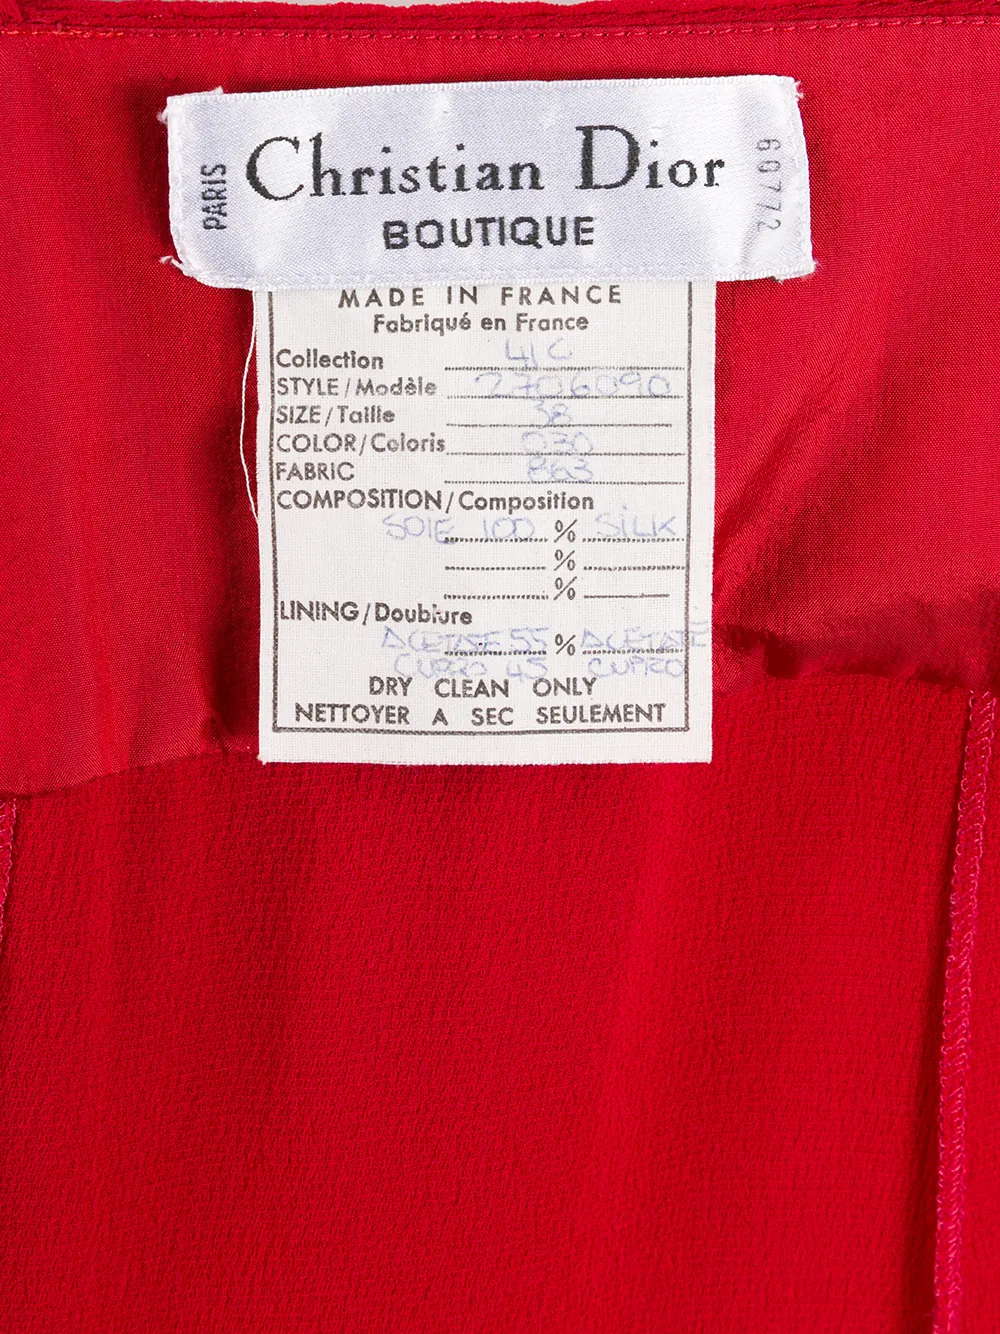 PARIS
Christian Dior
BOUTIQUE
60772
MADE IN FRANCE
Fabriqué en France
Collection 41C
STYLE/Modèle 2706090
SIZE/Taille 38
COLOR/Coloris 030
FABRIC 863
COMPOSITION/Composition
SOIE 100 % SILK
%
%
LINING/Doublure
ACETATE 55 % ACETATE
CUPRO 45 CUPRO
DRY CLEAN ONLY
NETTOYER A SEC SEULEMENT